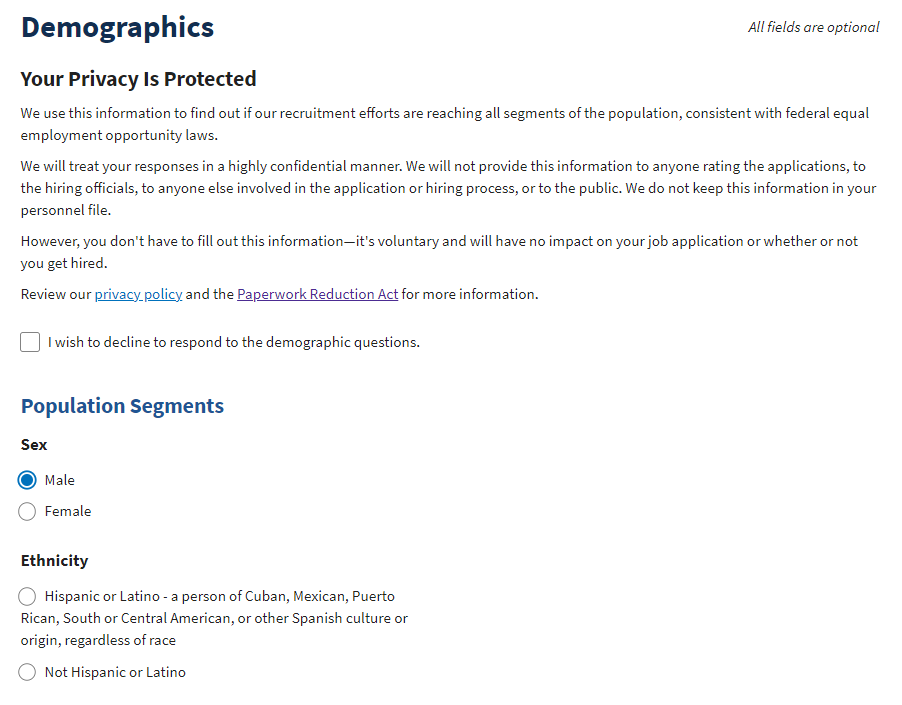 Demographics
All fields are optional
Your Privacy Is Protected
We use this information to find out if our recruitment efforts are reaching all segments of the population, consistent with federal equal
employment opportunity laws.
We will treat your responses in a highly confidential manner. We will not provide this information to anyone rating the applications, to
the hiring officials, to anyone else involved in the application or hiring process, or to the public. We do not keep this information in your
personnel file.
However, you don't have to fill out this information—it's voluntary and will have no impact on your job application or whether or not
you get hired.
Review our privacy policy and the Paperwork Reduction Act for more information.
I wish to decline to respond to the demographic questions.
Population Segments
Sex
Male
Female
Ethnicity
Hispanic or Latino - a person of Cuban, Mexican, Puerto
Rican, South or Central American, or other Spanish culture or
origin, regardless of race
Not Hispanic or Latino